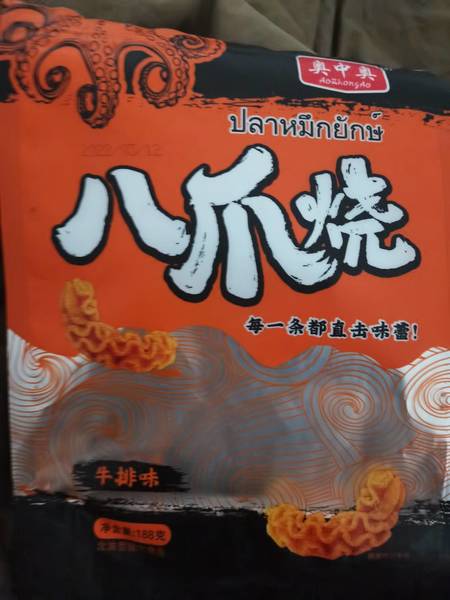 奥中奥
AoZhongAo
ปลาหมึกยักษ์
八爪烧
每一条都直击味蕾!
牛排味
净含量:188克